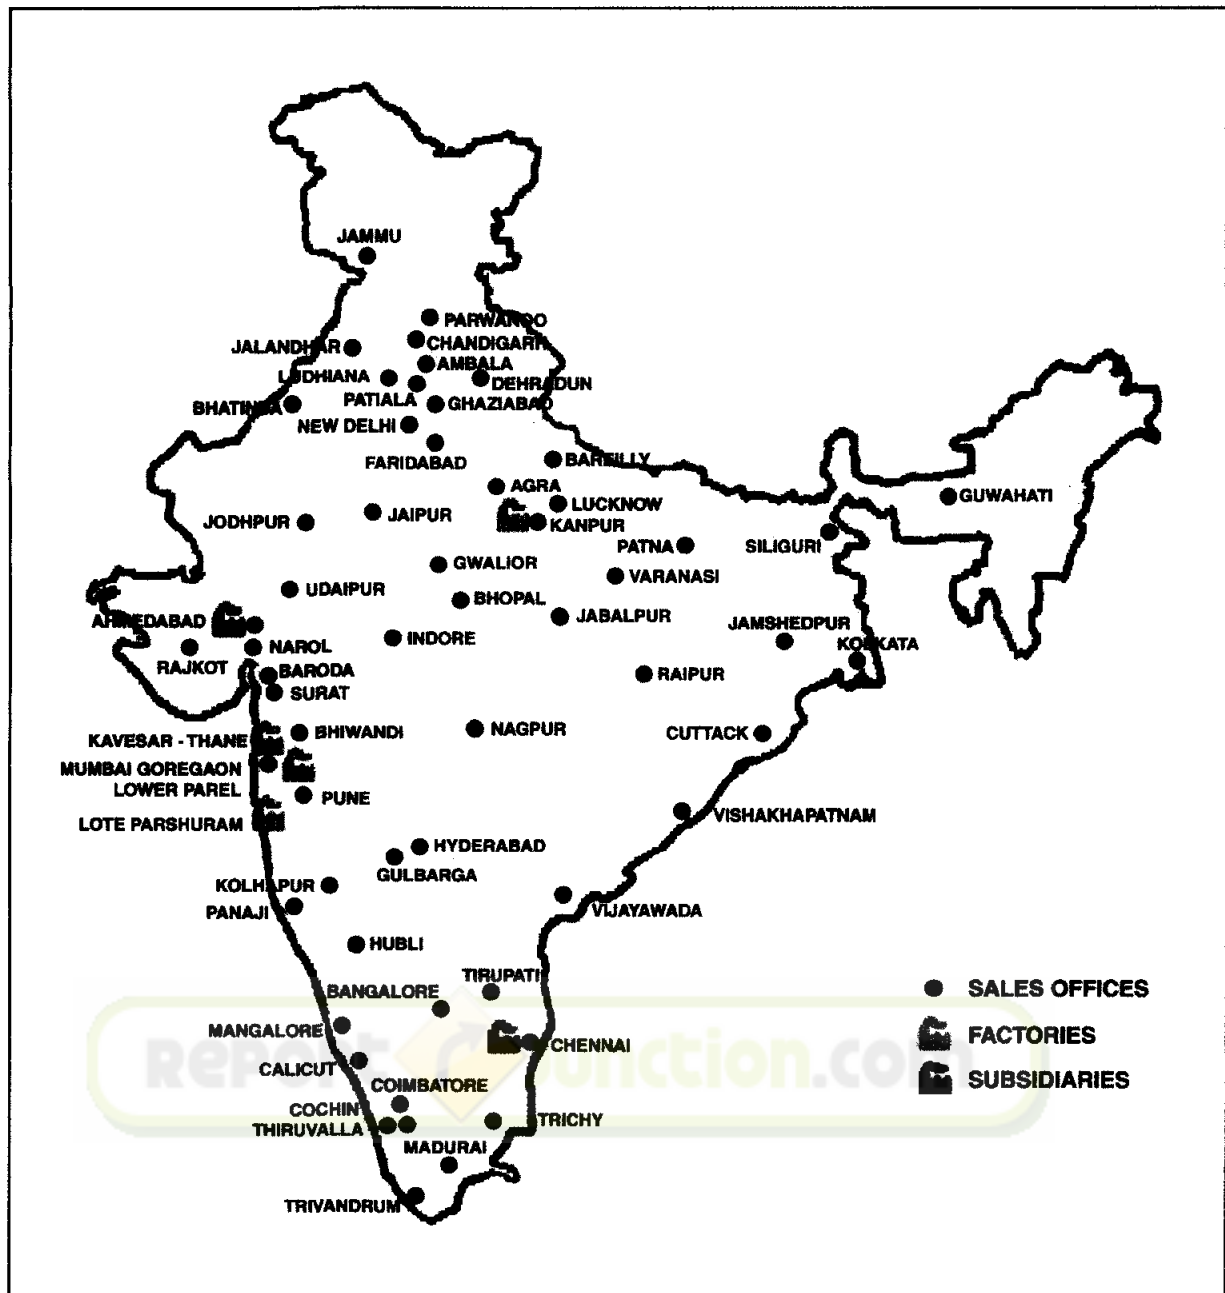 JAMMU
PARWANOO
CHANDIGARH
JALANDHAR
AMBALA
LUDHIANA
DEHRADUN
PATIALA
GHAZIABAD
BHATINDA
NEW DELHI
FARIDABAD
BAREILLY
AGRA
LUCKNOW
GUWAHATI
JODHPUR
JAIPUR
KANPUR
PATNA
SILIGURI
GWALIOR
VARANASI
UDAIPUR
BHOPAL
JABALPUR
AHMEDABAD
JAMSHEDPUR
INDORE
KOLKATA
NAROL
RAJKOT
BARODA
RAIPUR
SURAT
BHIWANDI
NAGPUR
CUTTACK
KAVESAR - THANE
MUMBAI GOREGAON
LOWER PAREL
PUNE
VISHAKHAPATNAM
LOTE PARSHURAM
HYDERABAD
GULBARGA
KOLHAPUR
PANAJI
VIJAYAWADA
HUBLI
TIRUPATI
BANGALORE
SALES OFFICES
MANGALORE
FACTORIES
CHENNAI
CALICUT
SUBSIDIARIES
COIMBATORE
COCHIN
THIRUVALLA
TRICHY
MADURAI
TRIVANDRUM
Report Junction.com